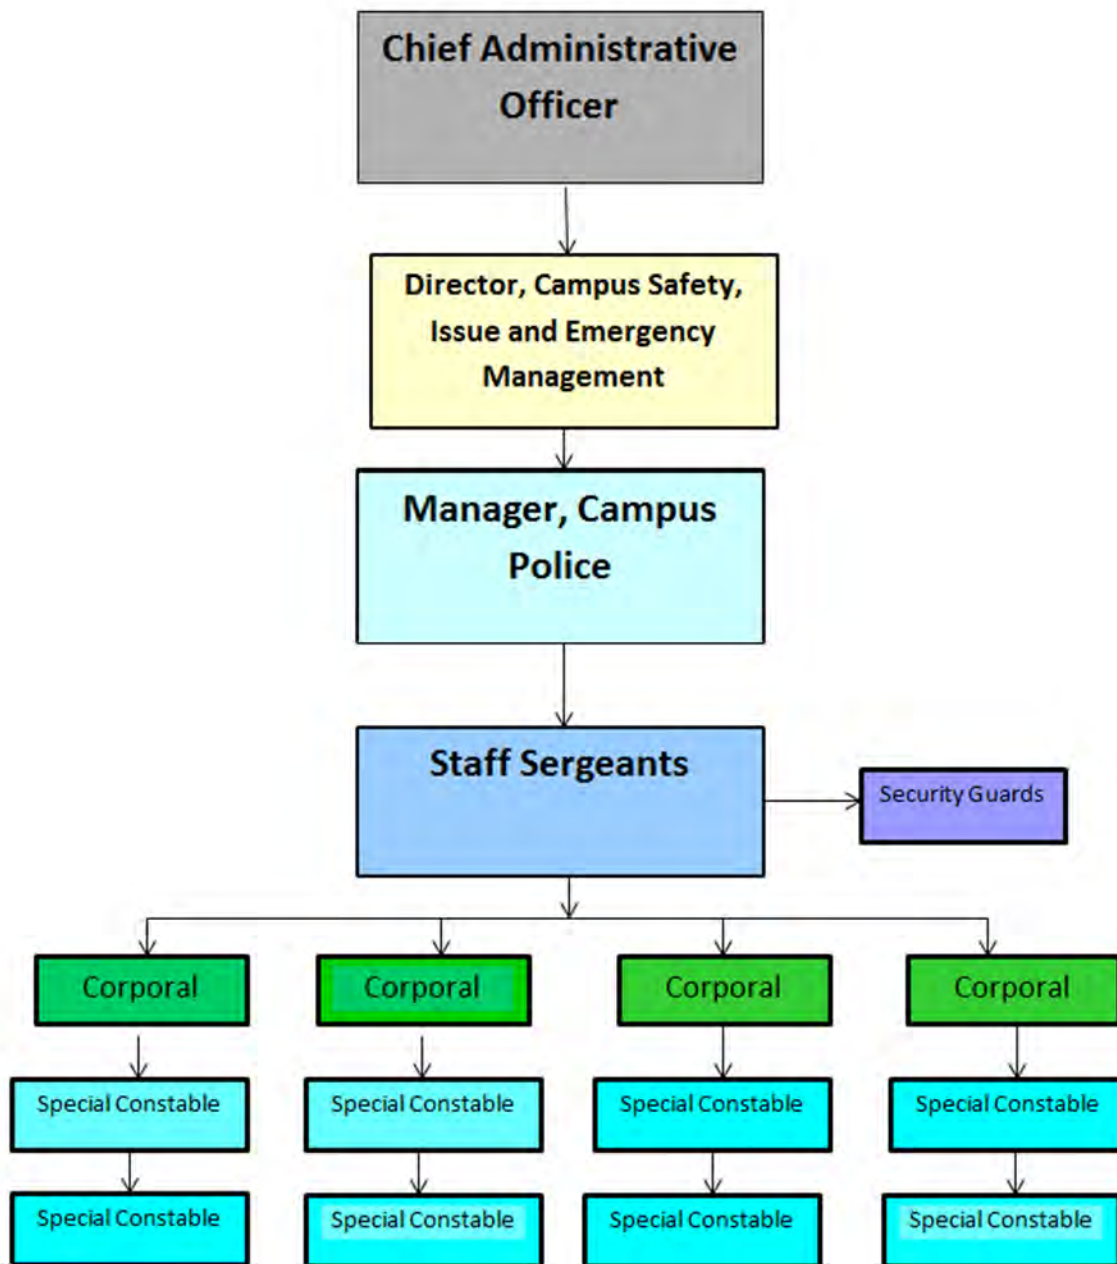 Chief Administrative
Officer
Director, Campus Safety,
Issue and Emergency
Management
Manager, Campus
Police
Staff Sergeants
Security Guards
Corporal
Corporal
Corporal
Corporal
Special Constable
Special Constable
Special Constable
Special Constable
Special Constable
Special Constable
Special Constable
Special Constable